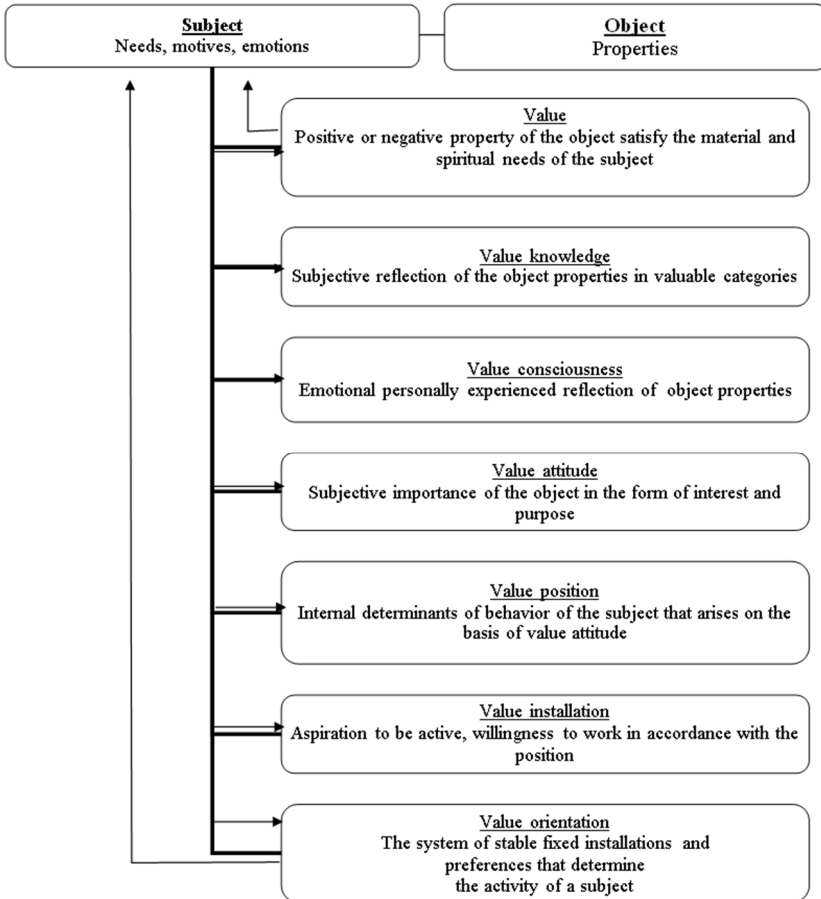 Subject
Needs, motives, emotions
Object
Properties
Value
Positive or negative property of the object satisfy the material and
spiritual needs of the subject
Value knowledge
Subjective reflection of the object properties in valuable categories
Value consciousness
Emotional personally experienced reflection of object properties
Value attitude
Subjective importance of the object in the form of interest and
purpose
Value position
Internal determinants of behavior of the subject that arises on the
basis of value attitude
Value installation
Aspiration to be active, willingness to work in accordance with the
position
Value orientation
The system of stable fixed installations and
preferences that determine
the activity of a subject